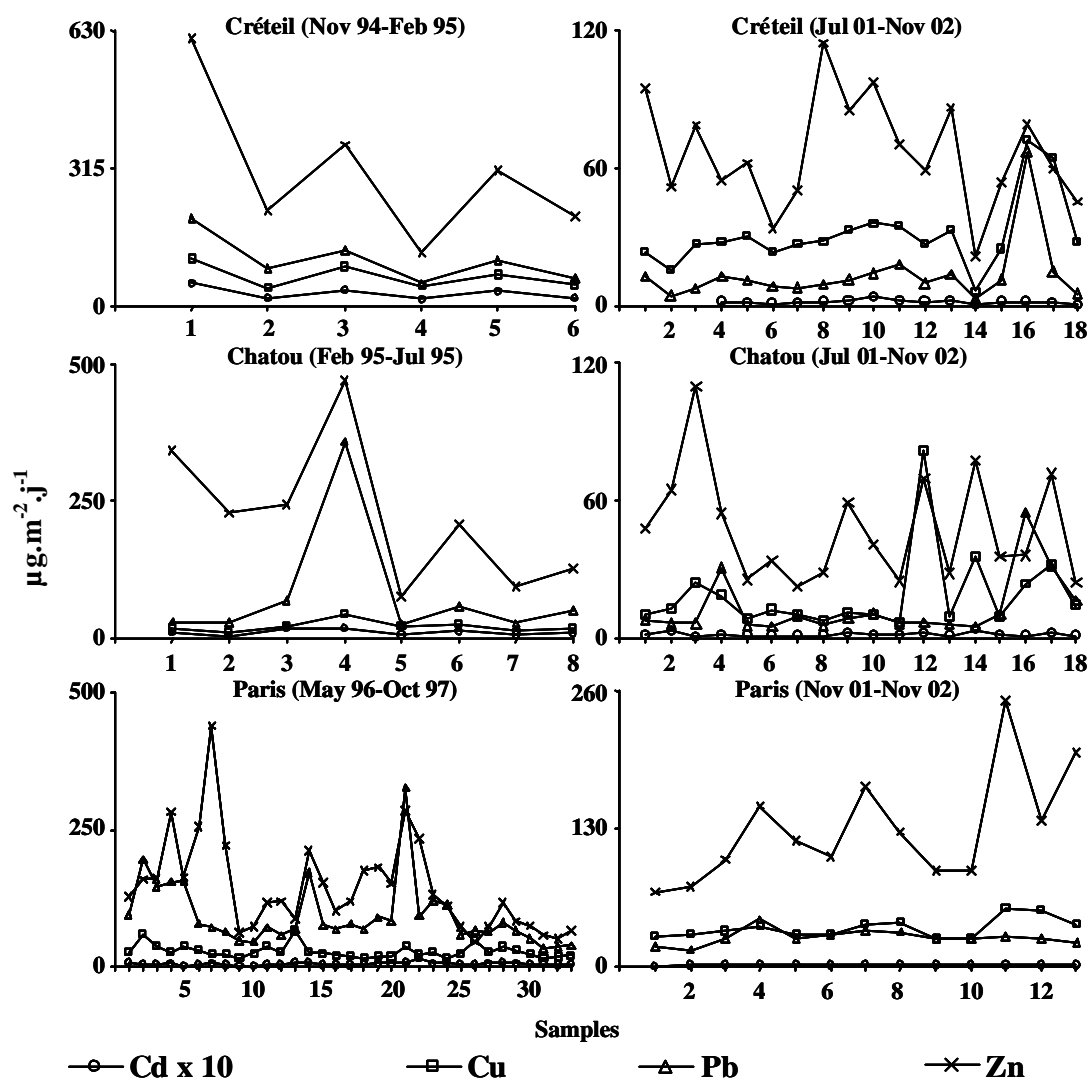 Créteil (Nov 94-Feb 95)
630
315
0
1 2 3 4 5 6
Créteil (Jul 01-Nov 02)
120
60
0
2 4 6 8 10 12 14 16 18
Chatou (Feb 95-Jul 95)
500
250
0
1 2 3 4 5 6 7 8
Chatou (Jul 01-Nov 02)
120
60
0
2 4 6 8 10 12 14 16 18
Paris (May 96-Oct 97)
500
250
0
5 10 15 20 25 30
Paris (Nov 01-Nov 02)
260
130
0
2 4 6 8 10 12
µg.m⁻².j⁻¹
Samples
Cd x 10 Cu Pb Zn